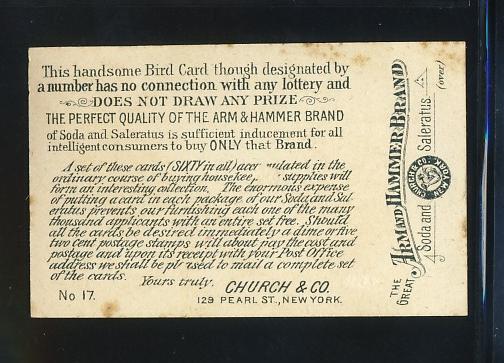 This handsome Bird Card though designated by
a number has no connection with any lottery and
DOES NOT DRAW ANY PRIZE
THE PERFECT QUALITY OF THE ARM & HAMMER BRAND
of Soda and Saleratus is sufficient inducement for all
intelligent consumers to buy ONLY that Brand.
A set of these cards (SIXTY in all) accu ulated in the
ordinary course of buying housekee supplies will
form an interesting collection. The enormous expense
of putting a card in each package of our Soda and Sal-
eratus prevents our furnishing each one of the many
thousand applicants with an entire set free. Should
all the cards be desired immediately a dime or five
two cent postage stamps will about pay the cost and
postage and upon its receipt with your Post Office
address we shall be pl sed to mail a complete set
of the cards.
Yours truly, CHURCH & CO.
No 17. 129 PEARL ST., NEW YORK.
THE GREAT
ARM AND HAMMER BRAND
Soda and Saleratus
(over)
CHURCH & CO.
NEW YORK